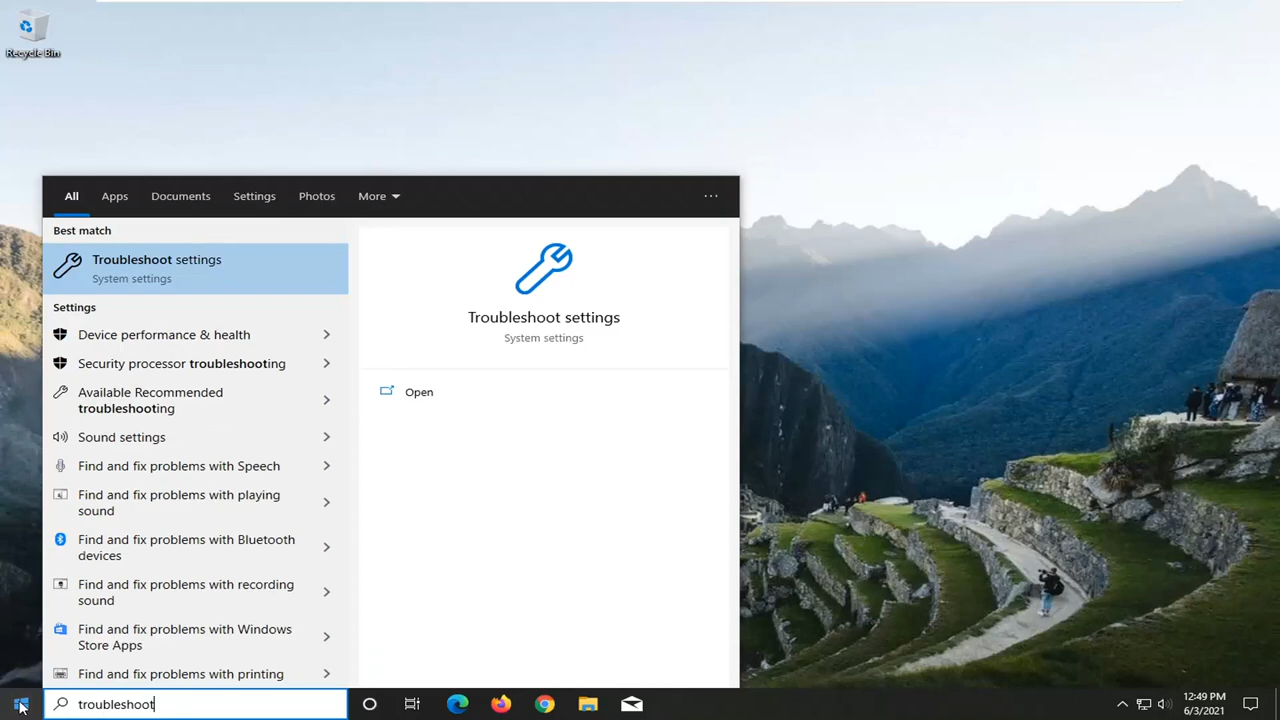 Recycle Bin
All Apps Documents Settings Photos More ...
Best match
Troubleshoot settings
System settings
Settings
Device performance & health
Security processor troubleshooting
Available Recommended
troubleshooting
Sound settings
Find and fix problems with Speech
Find and fix problems with playing
sound
Find and fix problems with Bluetooth
devices
Find and fix problems with recording
sound
Find and fix problems with Windows
Store Apps
Find and fix problems with printing
Troubleshoot settings
System settings
Open
troubleshoot
12:49 PM
6/3/2021